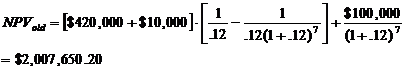 NPV_old = [$420,000 + $10,000] · [1/.12 − 1/.12(1+.12)^7] + $100,000/(1+.12)^7
= $2,007,650.20